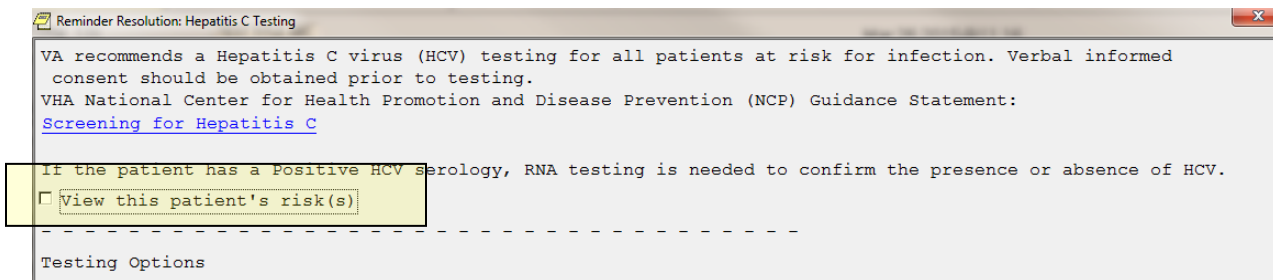 Reminder Resolution: Hepatitis C Testing
VA recommends a Hepatitis C virus (HCV) testing for all patients at risk for infection. Verbal informed
consent should be obtained prior to testing.
VHA National Center for Health Promotion and Disease Prevention (NCP) Guidance Statement:
Screening for Hepatitis C
If the patient has a Positive HCV serology, RNA testing is needed to confirm the presence or absence of HCV.
View this patient's risk(s)
- - - - - - - - - - - - - - - - - - - - - - - - - - - - - - - - - - -
Testing Options